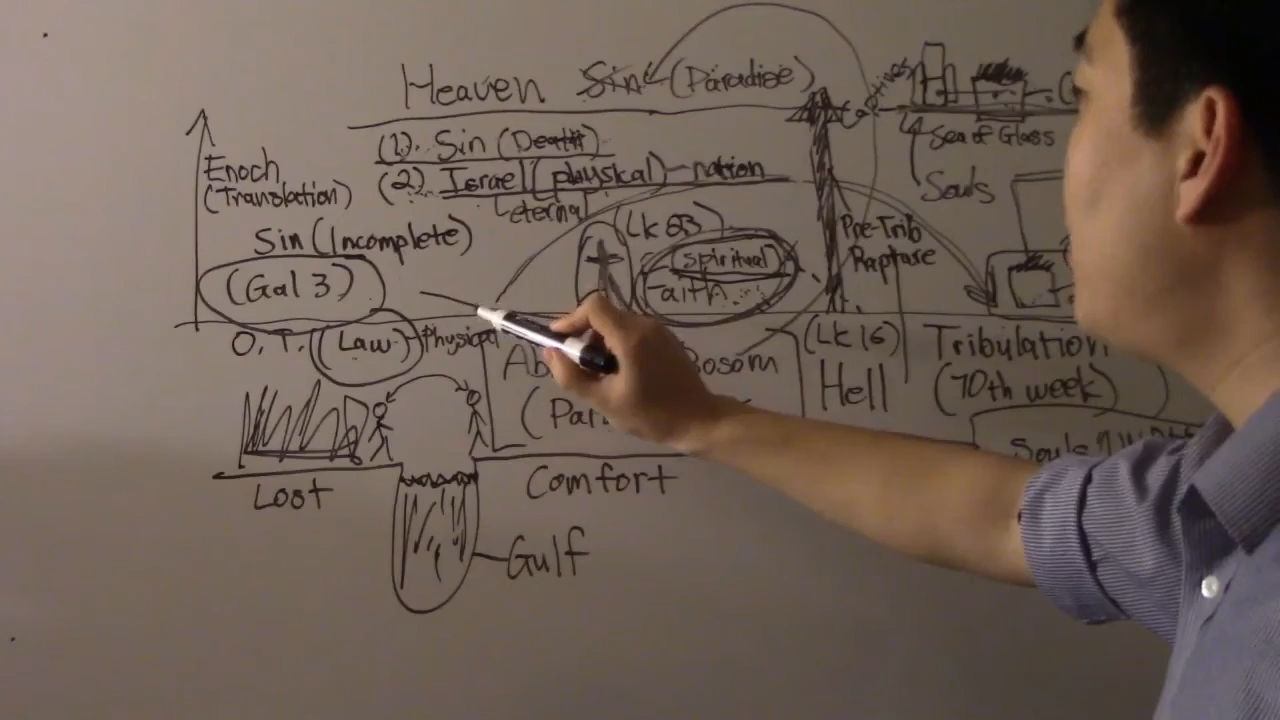 Heaven Sin (Paradise)
(1). Sin (Death)
(2) Israel (physical) - nation
eternal
Enoch
(Translation)
Sin (Incomplete)
(Gal 3)
(Lk 23)
(spiritual)
Faith
Captives
Sea of Glass
Souls
Pre-Trib
Rapture
O.T. (Law) - Physical
Bosom
(Lk 16)
Hell
Tribulation
(70th week)
Souls
Lost
Comfort
Gulf